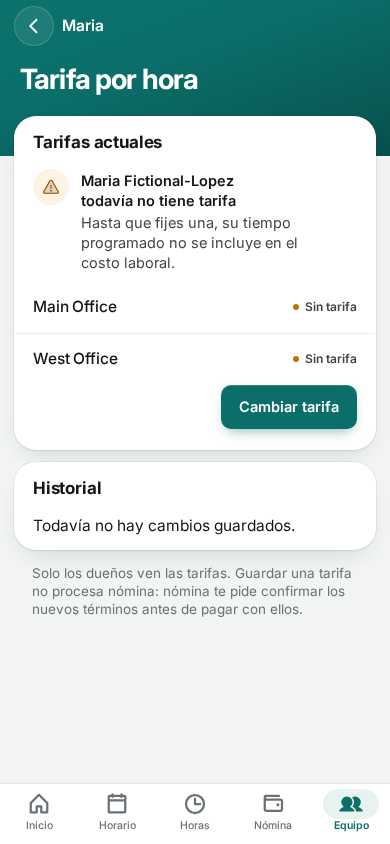 Maria
Tarifa por hora
Tarifas actuales
Maria Fictional-Lopez
todavía no tiene tarifa
Hasta que fijes una, su tiempo
programado no se incluye en el
costo laboral.
Main Office
Sin tarifa
West Office
Sin tarifa
Cambiar tarifa
Historial
Todavía no hay cambios guardados.
Solo los dueños ven las tarifas. Guardar una tarifa
no procesa nómina: nómina te pide confirmar los
nuevos términos antes de pagar con ellos.
Inicio
Horario
Horas
Nómina
Equipo